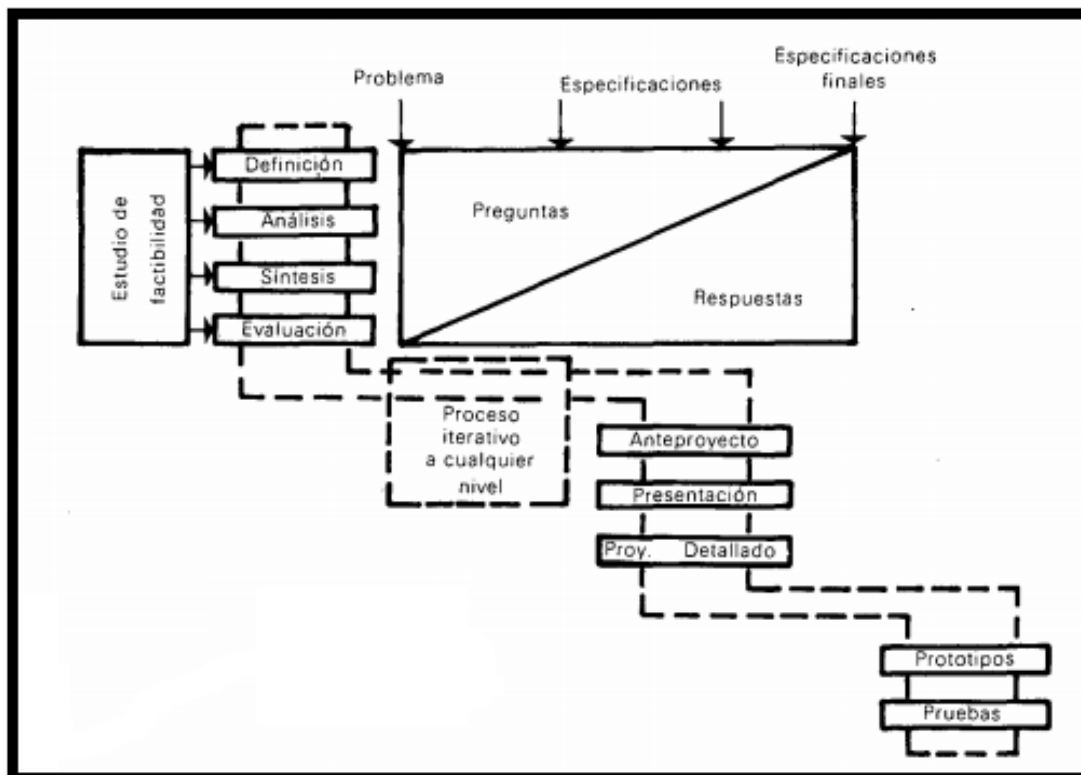 Problema
Especificaciones
Especificaciones
finales
Estudio de
factibilidad
Definición
Análisis
Síntesis
Evaluación
Preguntas
Respuestas
Proceso
iterativo
a cualquier
nivel
Anteproyecto
Presentación
Proy. Detallado
Prototipos
Pruebas